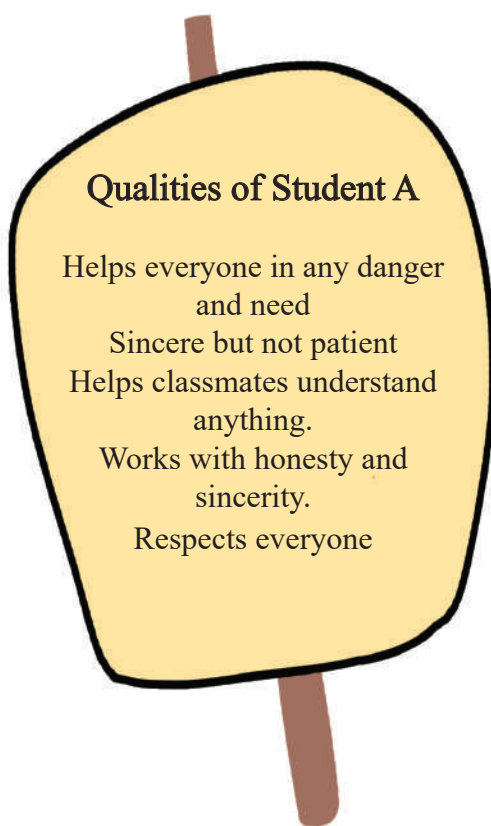 Qualities of Student A
Helps everyone in any danger
and need
Sincere but not patient
Helps classmates understand
anything.
Works with honesty and
sincerity.
Respects everyone